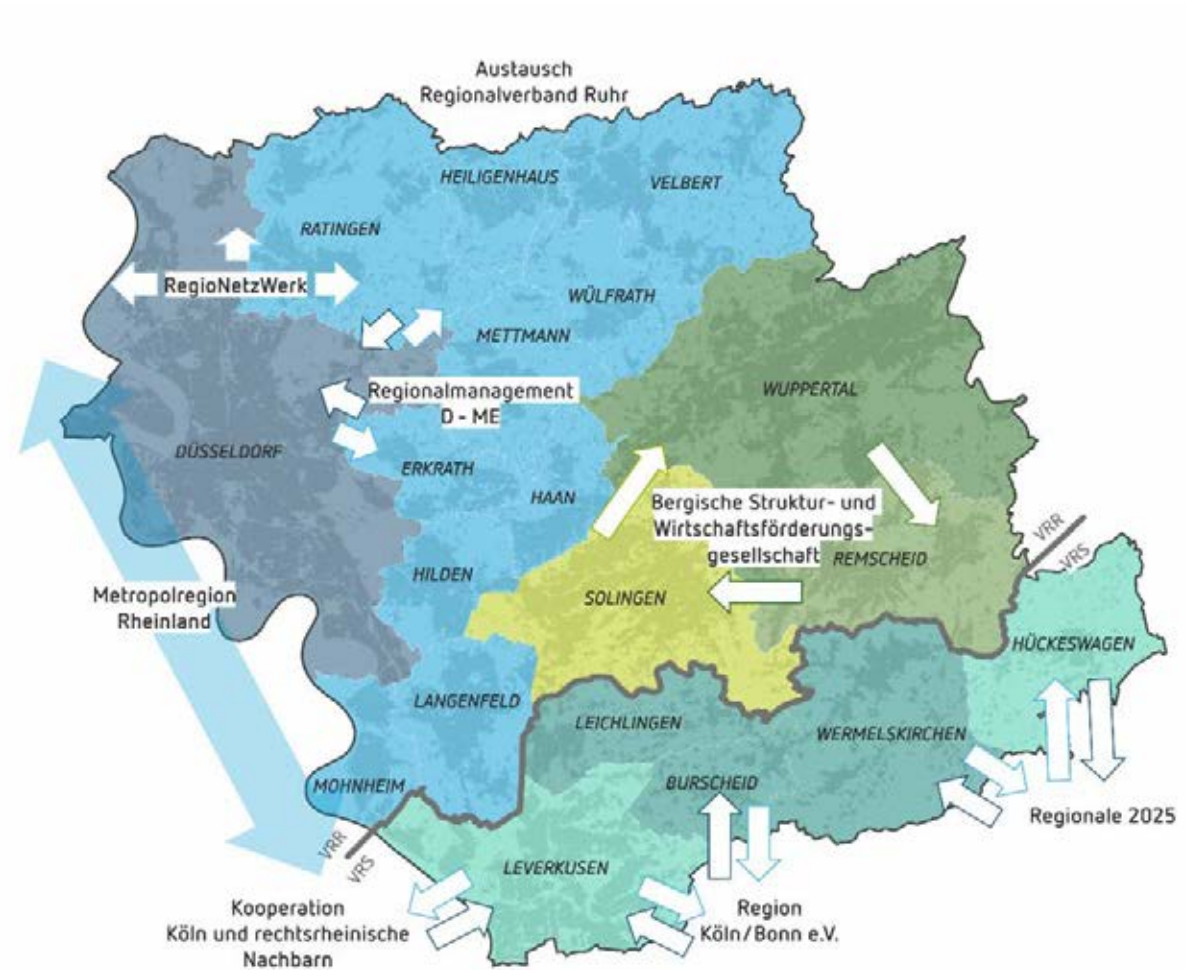 Austausch
Regionalverband Ruhr
HEILIGENHAUS
VELBERT
RATINGEN
RegioNetzWerk
WÜLFRATH
METTMANN
Regionalmanagement
D - ME
WUPPERTAL
DÜSSELDORF
ERKRATH
HAAN
Bergische Struktur- und
Wirtschaftsförderungs-
gesellschaft
VRR
VRS
REMSCHEID
HILDEN
SOLINGEN
Metropolregion
Rheinland
HÜCKESWAGEN
LANGENFELD
LEICHLINGEN
WERMELSKIRCHEN
MOHNHEIM
BURSCHEID
Regionale 2025
VRR
VRS
LEVERKUSEN
Kooperation
Köln und rechtsrheinische
Nachbarn
Region
Köln/Bonn e.V.